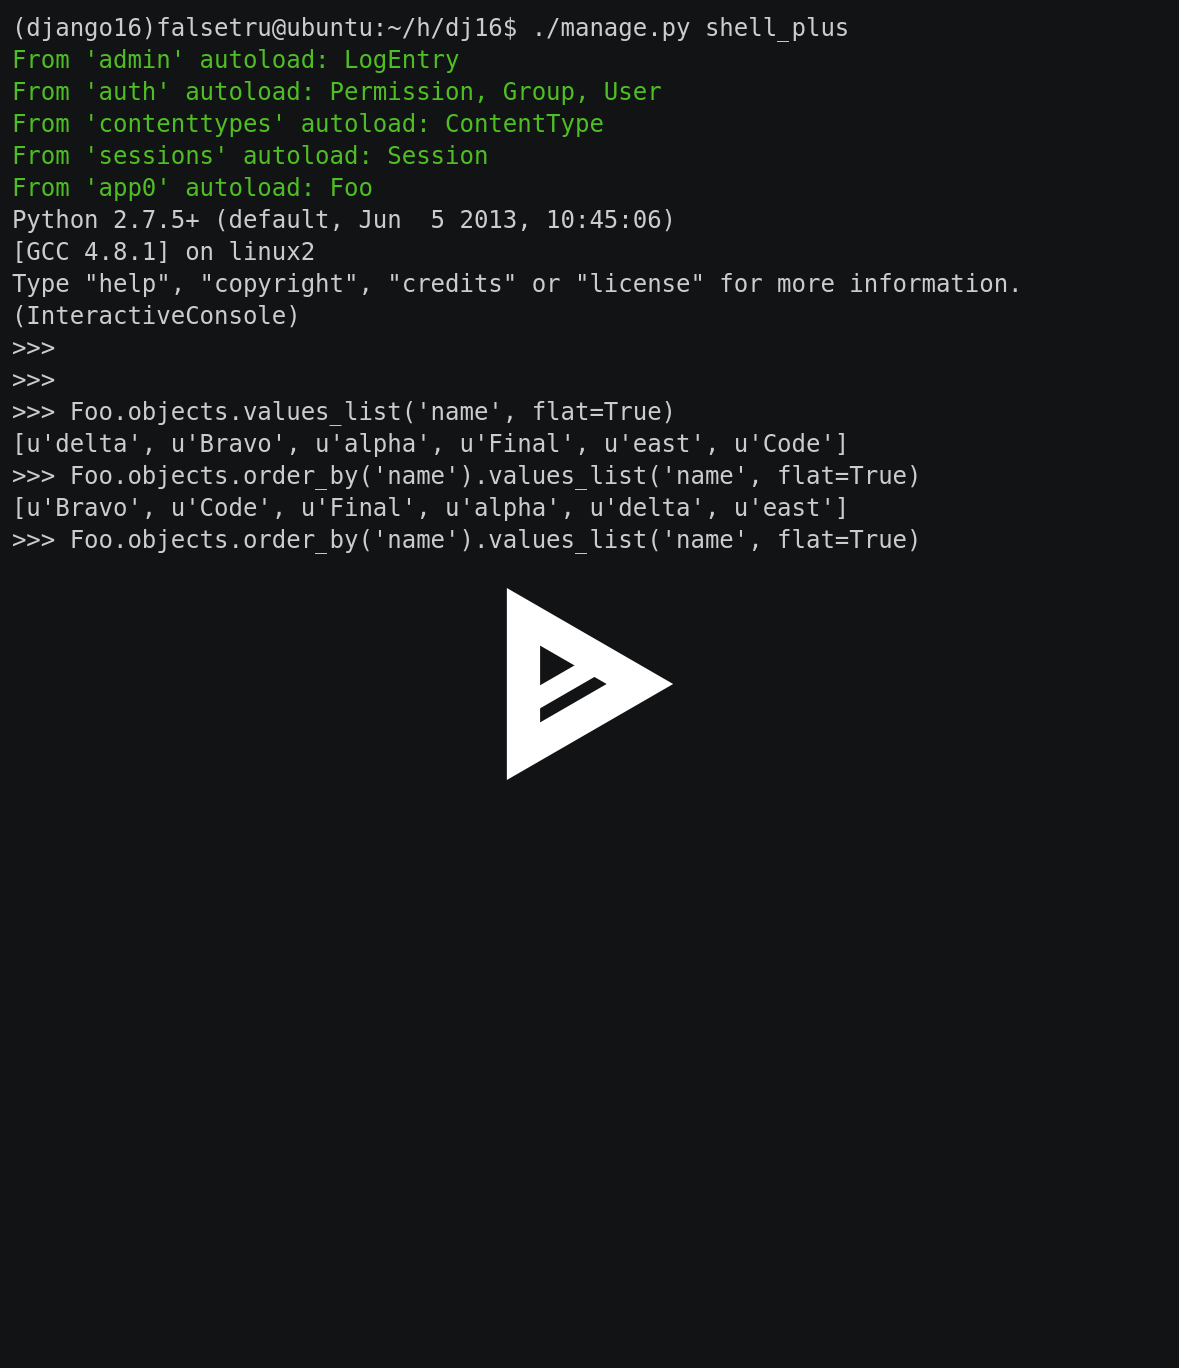 (django16)falsetru@ubuntu:~/h/dj16$ ./manage.py shell_plus
From 'admin' autoload: LogEntry
From 'auth' autoload: Permission, Group, User
From 'contenttypes' autoload: ContentType
From 'sessions' autoload: Session
From 'app0' autoload: Foo
Python 2.7.5+ (default, Jun  5 2013, 10:45:06)
[GCC 4.8.1] on linux2
Type "help", "copyright", "credits" or "license" for more information.
(InteractiveConsole)
>>>
>>>
>>> Foo.objects.values_list('name', flat=True)
[u'delta', u'Bravo', u'alpha', u'Final', u'east', u'Code']
>>> Foo.objects.order_by('name').values_list('name', flat=True)
[u'Bravo', u'Code', u'Final', u'alpha', u'delta', u'east']
>>> Foo.objects.order_by('name').values_list('name', flat=True)